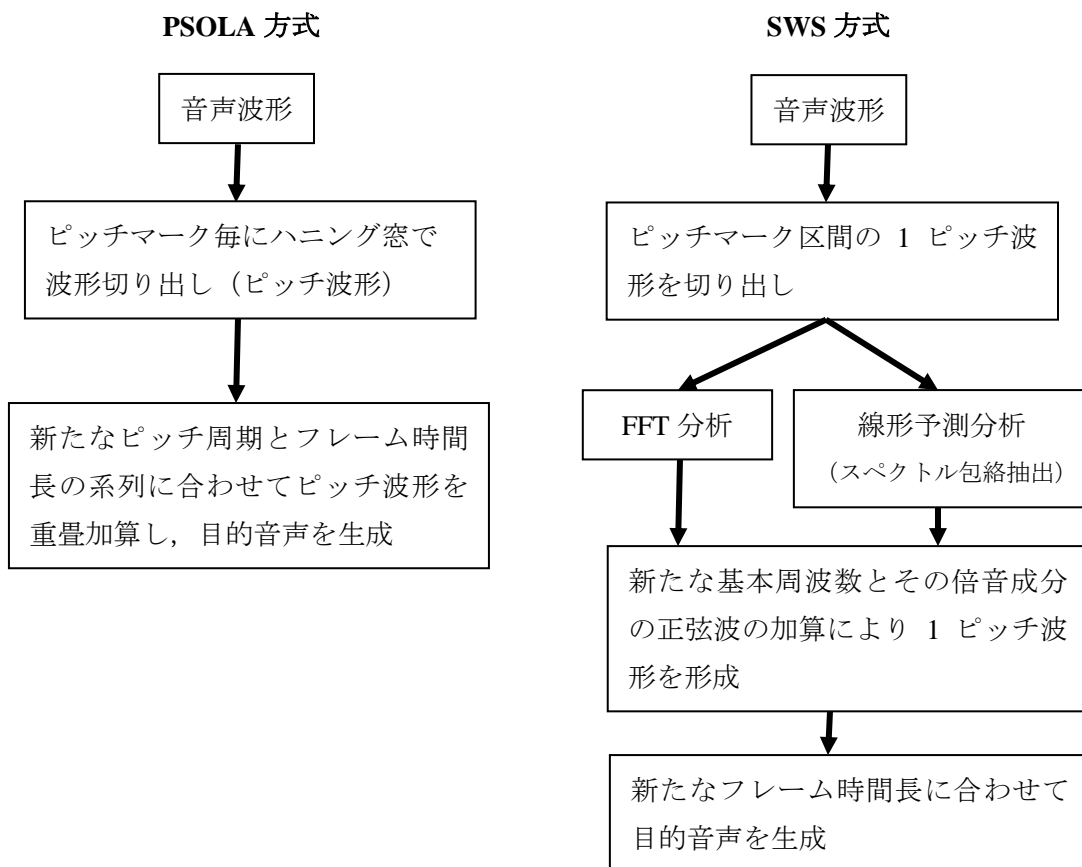 PSOLA 方式
音声波形
ピッチマーク毎にハニング窓で
波形切り出し（ピッチ波形）
新たなピッチ周期とフレーム時間
長の系列に合わせてピッチ波形を
重畳加算し，目的音声を生成
SWS 方式
音声波形
ピッチマーク区間の 1 ピッチ波
形を切り出し
FFT 分析
線形予測分析
（スペクトル包絡抽出）
新たな基本周波数とその倍音成分
の正弦波の加算により 1 ピッチ波
形を形成
新たなフレーム時間長に合わせて
目的音声を生成